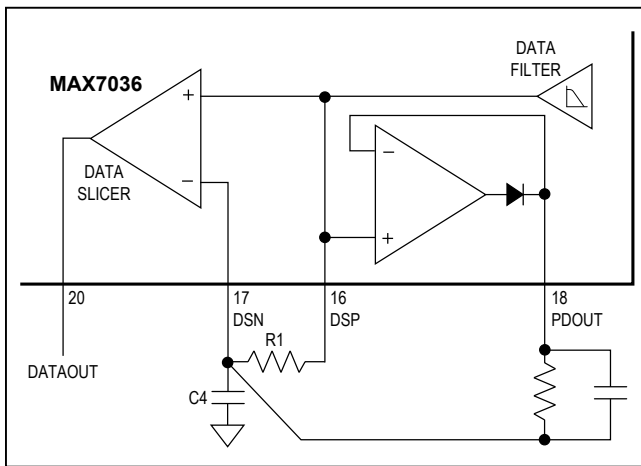 DATA
FILTER
MAX7036
+
−
DATA
SLICER
−
+
20
17
DSN
16
DSP
18
PDOUT
R1
DATAOUT
C4